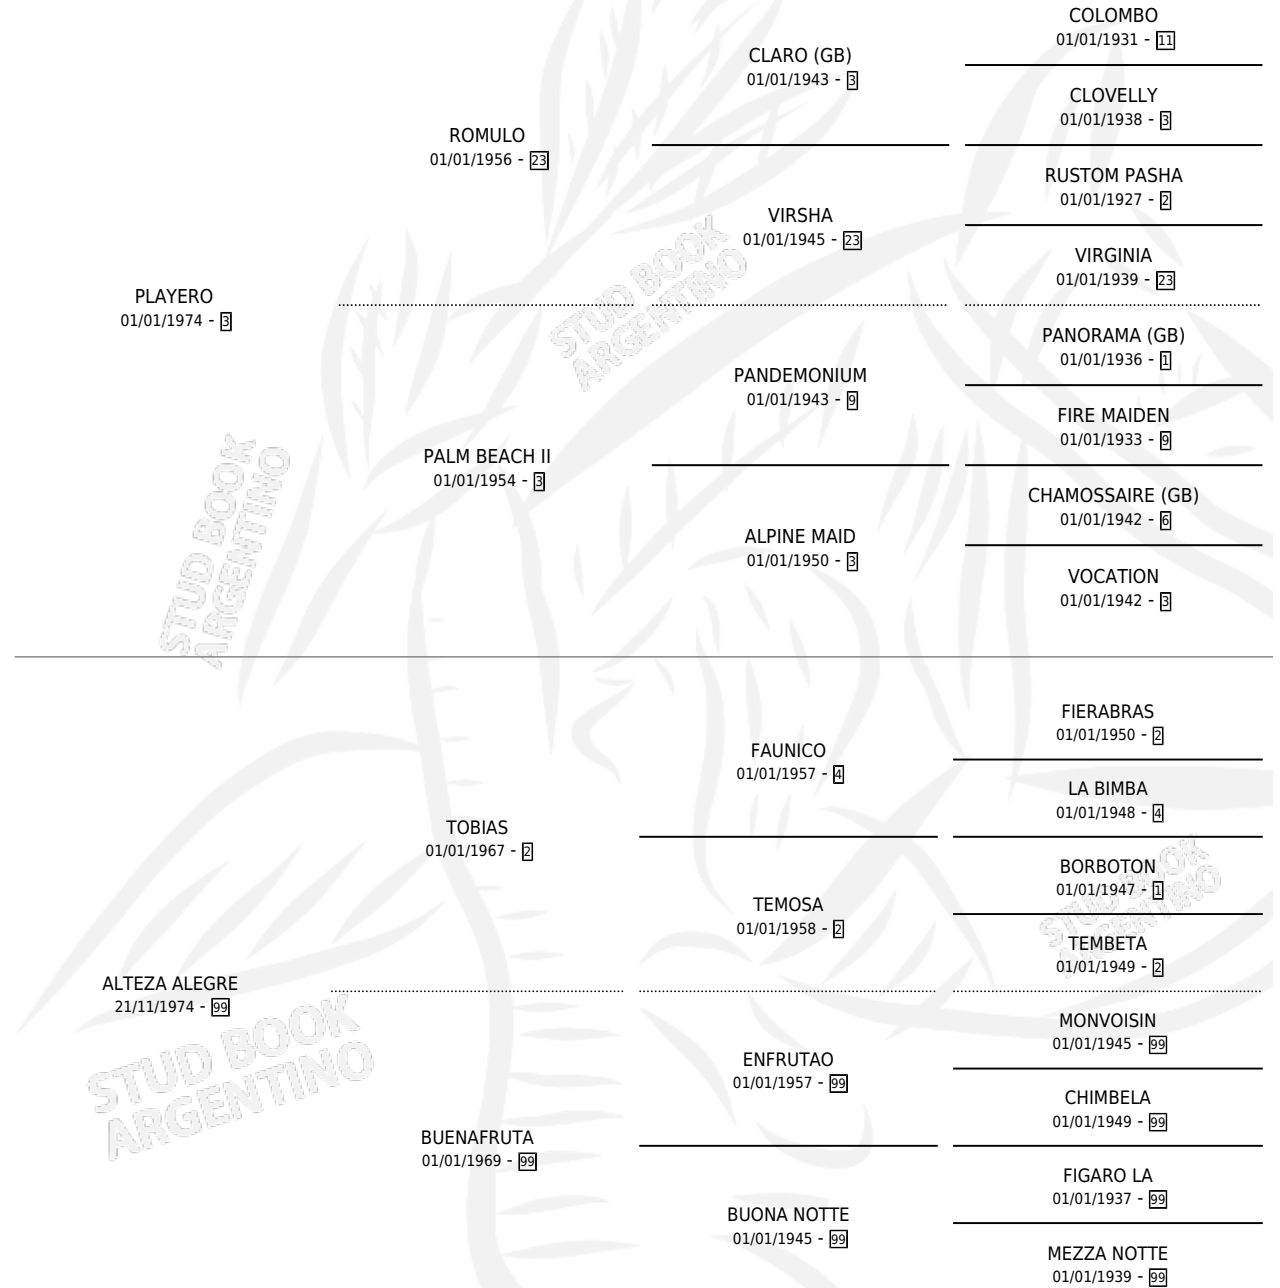 COLOMBO
01/01/1931 - 11
CLARO (GB)
01/01/1943 - 3
CLOVELLY
01/01/1938 - 3
ROMULO
01/01/1956 - 23
RUSTOM PASHA
01/01/1927 - 2
VIRSHA
01/01/1945 - 23
VIRGINIA
01/01/1939 - 23
PLAYERO
01/01/1974 - 3
PANORAMA (GB)
01/01/1936 - 1
PANDEMONIUM
01/01/1943 - 9
FIRE MAIDEN
01/01/1933 - 9
PALM BEACH II
01/01/1954 - 3
CHAMOSSAIRE (GB)
01/01/1942 - 6
ALPINE MAID
01/01/1950 - 3
VOCATION
01/01/1942 - 3
STUD BOOK
ARGENTINO
STUD BOOK
ARGENTINO
FIERABRAS
01/01/1950 - 2
FAUNICO
01/01/1957 - 4
LA BIMBA
01/01/1948 - 4
TOBIAS
01/01/1967 - 2
BORBOTON
01/01/1947 - 1
TEMOSA
01/01/1958 - 2
TEMBETA
01/01/1949 - 2
ALTEZA ALEGRE
21/11/1974 - 99
MONVOISIN
01/01/1945 - 99
ENFRUTAO
01/01/1957 - 99
CHIMBELA
01/01/1949 - 99
BUENAFRUTA
01/01/1969 - 99
FIGARO LA
01/01/1937 - 99
BUONA NOTTE
01/01/1945 - 99
MEZZA NOTTE
01/01/1939 - 99
STUD BOOK
ARGENTINO
STUD BOOK
ARGENTINO